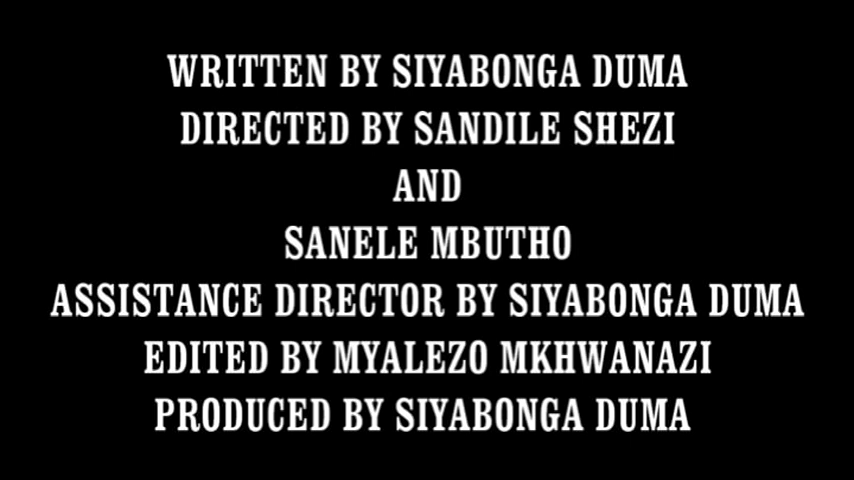 WRITTEN BY SIYABONGA DUMA
DIRECTED BY SANDILE SHEZI
AND
SANELE MBUTHO
ASSISTANCE DIRECTOR BY SIYABONGA DUMA
EDITED BY MYALEZO MKHWANAZI
PRODUCED BY SIYABONGA DUMA